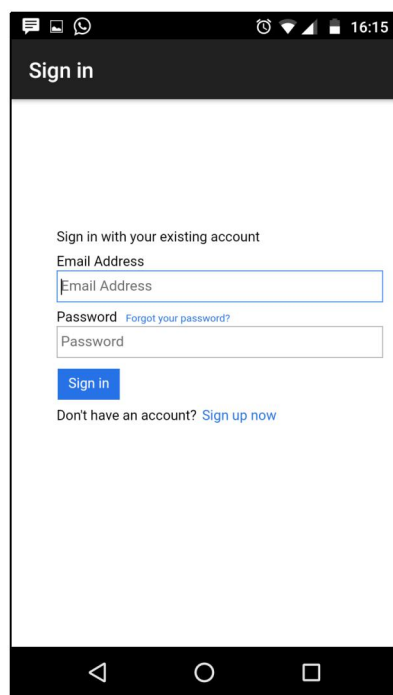 16:15
Sign in
Sign in with your existing account
Email Address
Email Address
Password Forgot your password?
Password
Sign in
Don't have an account? Sign up now